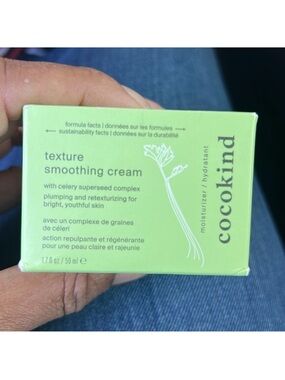 formula facts | données sur les formules
← sustainability facts | données sur la durabilité →
texture
smoothing cream
with celery superseed complex
plumping and retexturizing for
bright, youthful skin
avec un complexe de graines
de céleri
action repulpante et régénérante
pour une peau claire et rajeunie
1.7 fl oz / 50 ml ℮
moisturizer / hydratant
cocokind